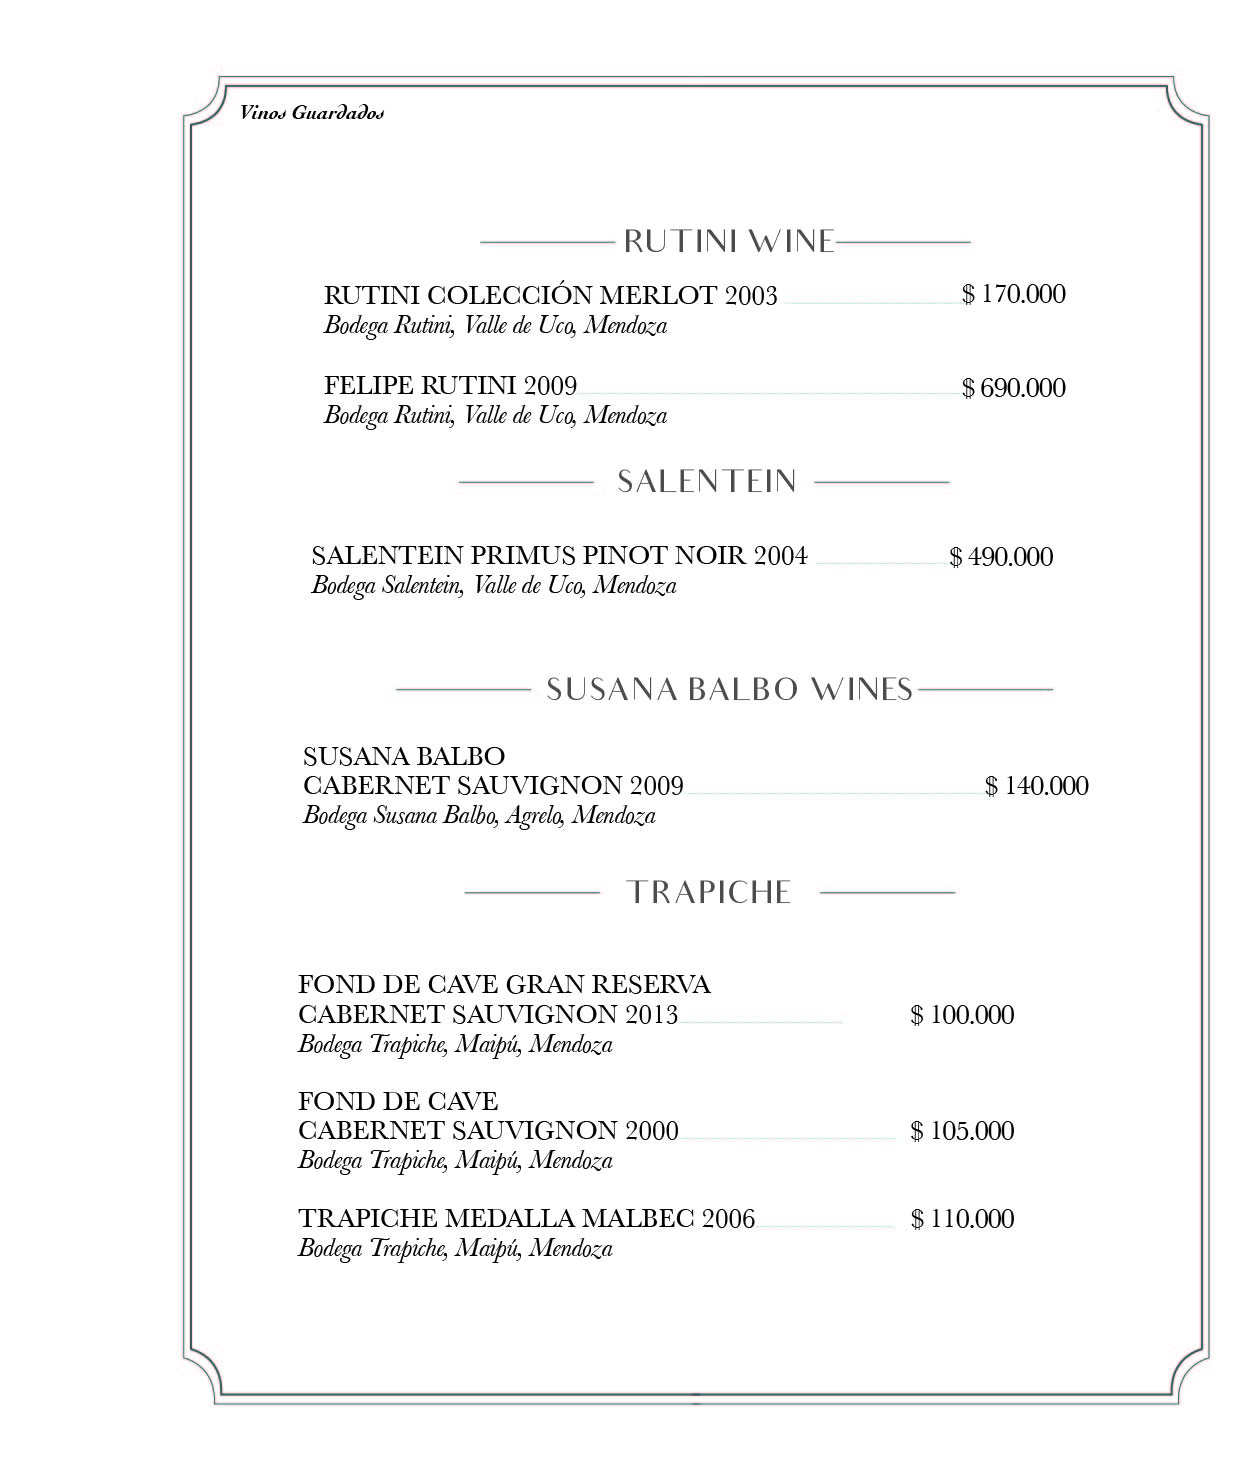 Vinos Guardados
RUTINI WINE
RUTINI COLECCIÓN MERLOT 2003 $ 170.000
Bodega Rutini, Valle de Uco, Mendoza
FELIPE RUTINI 2009 $ 690.000
Bodega Rutini, Valle de Uco, Mendoza
SALENTEIN
SALENTEIN PRIMUS PINOT NOIR 2004 $ 490.000
Bodega Salentein, Valle de Uco, Mendoza
SUSANA BALBO WINES
SUSANA BALBO
CABERNET SAUVIGNON 2009 $ 140.000
Bodega Susana Balbo, Agrelo, Mendoza
TRAPICHE
FOND DE CAVE GRAN RESERVA
CABERNET SAUVIGNON 2013 $ 100.000
Bodega Trapiche, Maipú, Mendoza
FOND DE CAVE
CABERNET SAUVIGNON 2000 $ 105.000
Bodega Trapiche, Maipú, Mendoza
TRAPICHE MEDALLA MALBEC 2006 $ 110.000
Bodega Trapiche, Maipú, Mendoza